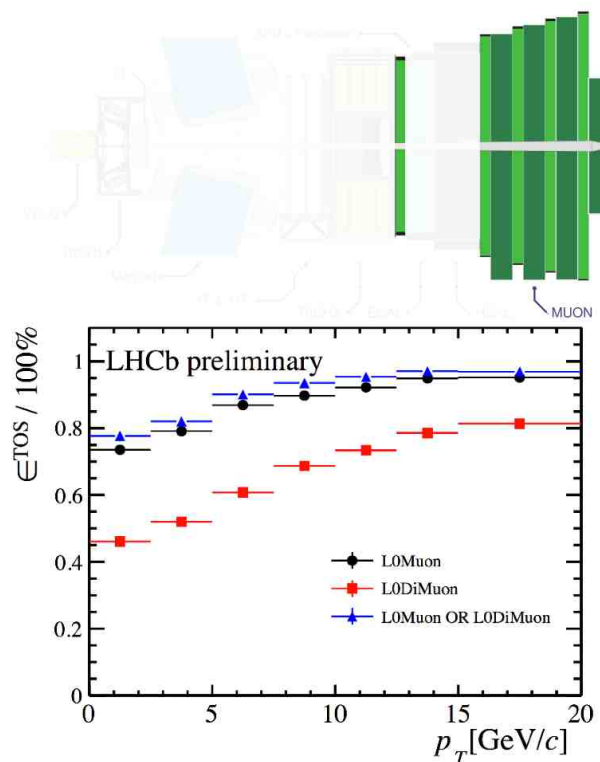 MUON
LHCb preliminary
∈TOS / 100%
1
0.8
0.6
0.4
0.2
0
L0Muon
L0DiMuon
L0Muon OR L0DiMuon
0 5 10 15 20
pT [GeV/c]